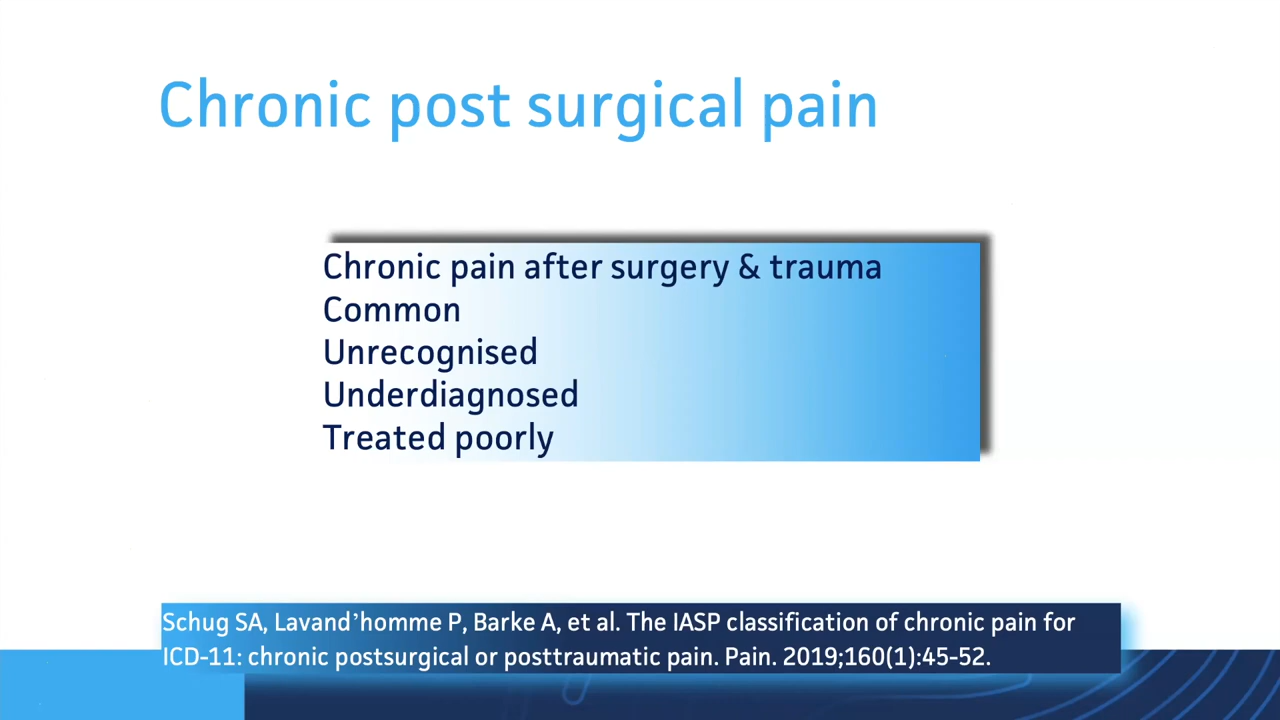 Chronic post surgical pain
Chronic pain after surgery & trauma
Common
Unrecognised
Underdiagnosed
Treated poorly
Schug SA, Lavand’homme P, Barke A, et al. The IASP classification of chronic pain for
ICD-11: chronic postsurgical or posttraumatic pain. Pain. 2019;160(1):45-52.